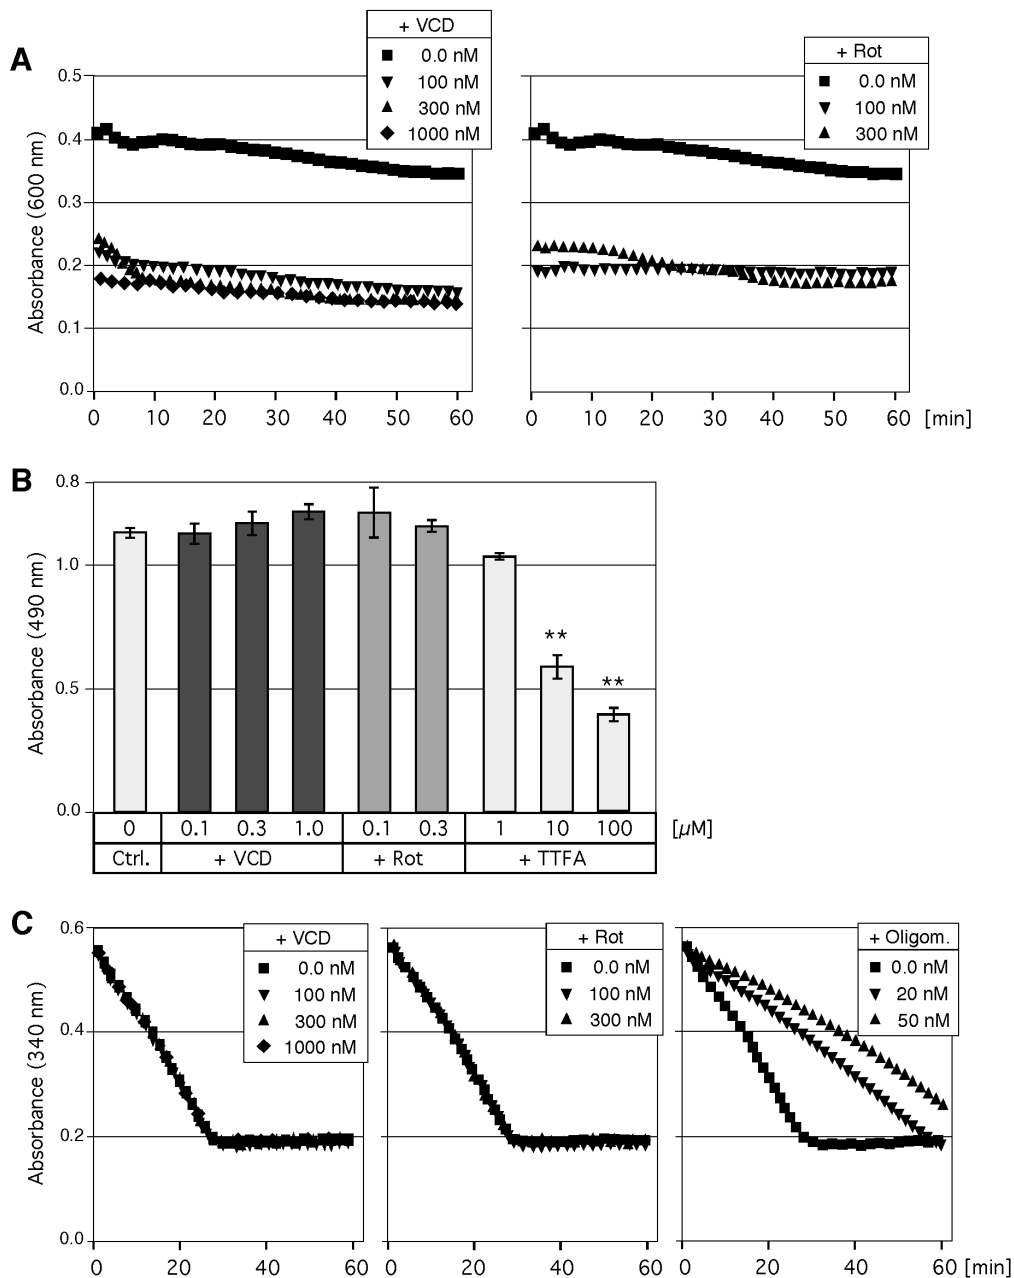 A
+ VCD
0.0 nM
100 nM
300 nM
1000 nM
+ Rot
0.0 nM
100 nM
300 nM
Absorbance (600 nm)
0.5
0.4
0.3
0.2
0.1
0.0
0 10 20 30 40 50 60
0 10 20 30 40 50 60 [min]
B
Absorbance (490 nm)
0.8
1.0
0.5
0.0
** **
0 0.1 0.3 1.0 0.1 0.3 1 10 100 [µM]
Ctrl. + VCD + Rot + TTFA
C
+ VCD
0.0 nM
100 nM
300 nM
1000 nM
+ Rot
0.0 nM
100 nM
300 nM
+ Oligom.
0.0 nM
20 nM
50 nM
Absorbance (340 nm)
0.6
0.4
0.2
0.0
0 20 40 60
0 20 40 60
0 20 40 60 [min]